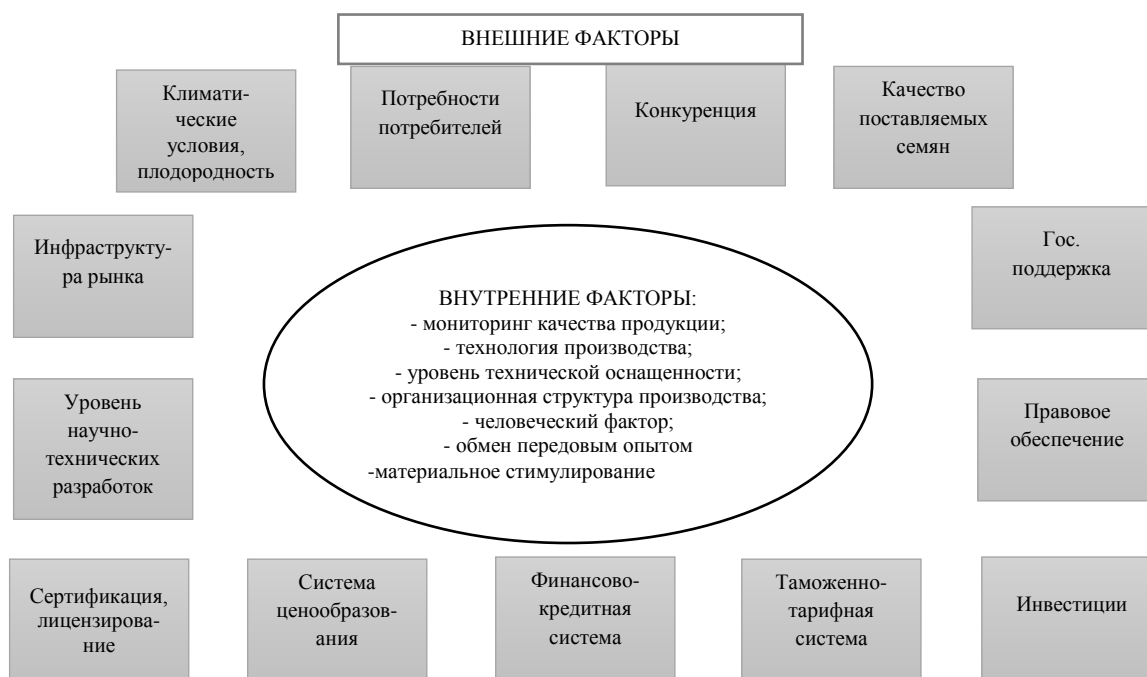 ВНЕШНИЕ ФАКТОРЫ
Климати-
ческие
условия,
плодородность
Потребности
потребителей
Конкуренция
Качество
поставляемых
семян
Инфраструкту-
ра рынка
Гос.
поддержка
ВНУТРЕННИЕ ФАКТОРЫ:
- мониторинг качества продукции;
- технология производства;
- уровень технической оснащенности;
- организационная структура производства;
- человеческий фактор;
- обмен передовым опытом
-материальное стимулирование
Уровень
научно-
технических
разработок
Правовое
обеспечение
Сертификация,
лицензирова-
ние
Система
ценообразов-
ания
Финансово-
кредитная
система
Таможенно-
тарифная
система
Инвестиции